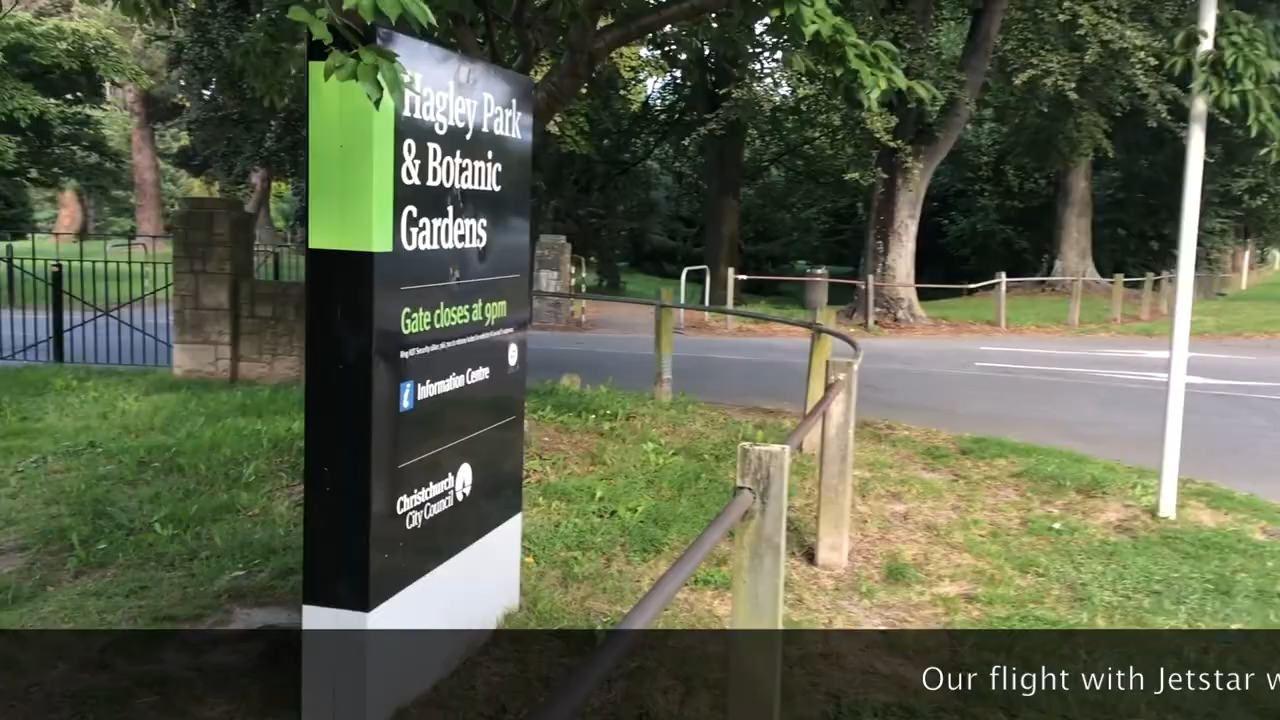 Hagley Park
& Botanic
Gardens
Gate closes at 9pm
i Information Centre
Christchurch
City Council
Our flight with Jetstar w